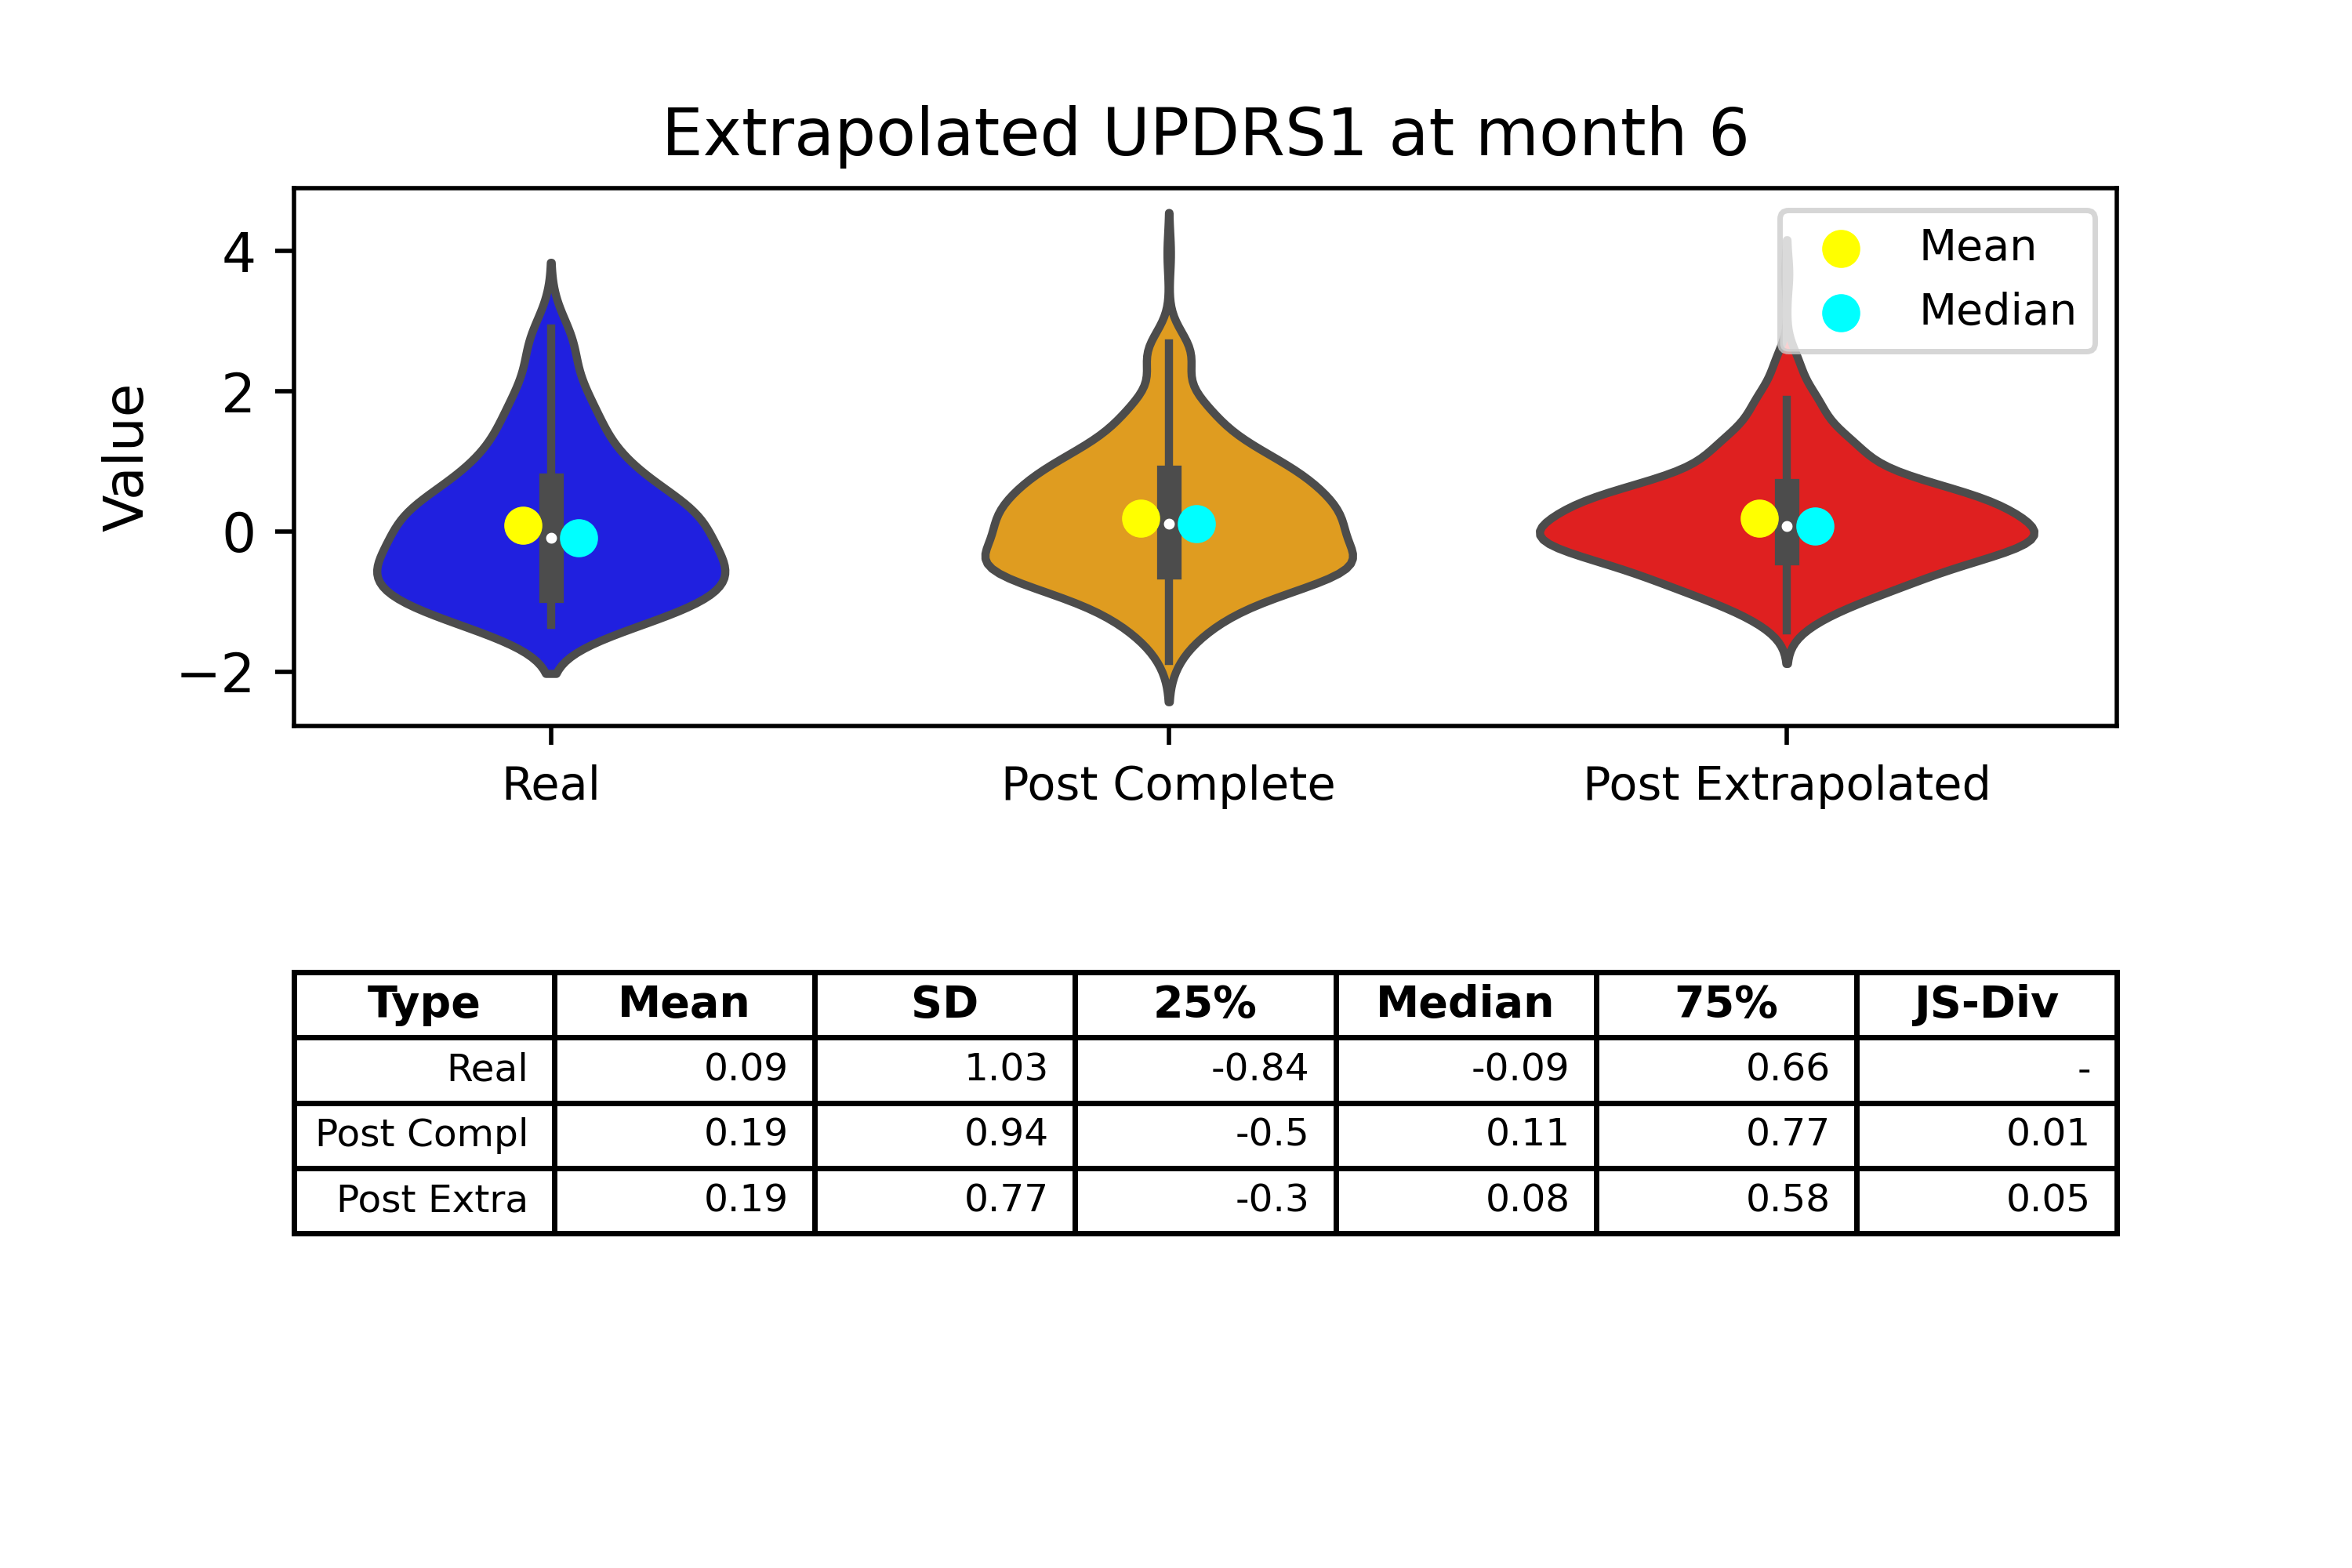 Extrapolated UPDRS1 at month 6
Value
4
2
0
−2
Mean
Median
Real Post Complete Post Extrapolated
Type Mean SD 25% Median 75% JS-Div
Real 0.09 1.03 -0.84 -0.09 0.66 -
Post Compl 0.19 0.94 -0.5 0.11 0.77 0.01
Post Extra 0.19 0.77 -0.3 0.08 0.58 0.05